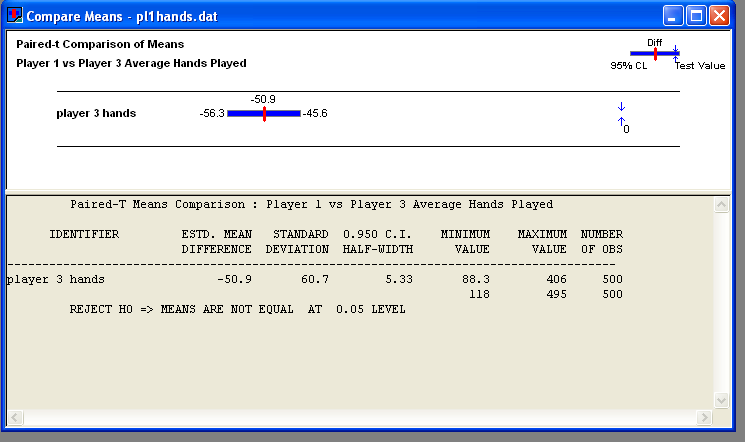 Compare Means - pl1hands.dat
Paired-t Comparison of Means
Player 1 vs Player 3 Average Hands Played
Diff
95% CL Test Value
-50.9
player 3 hands -56.3 -45.6
0
Paired-T Means Comparison : Player 1 vs Player 3 Average Hands Played
IDENTIFIER ESTD. MEAN STANDARD 0.950 C.I. MINIMUM MAXIMUM NUMBER
DIFFERENCE DEVIATION HALF-WIDTH VALUE VALUE OF OBS
player 3 hands -50.9 60.7 5.33 88.3 406 500
118 495 500
REJECT H0 => MEANS ARE NOT EQUAL AT 0.05 LEVEL